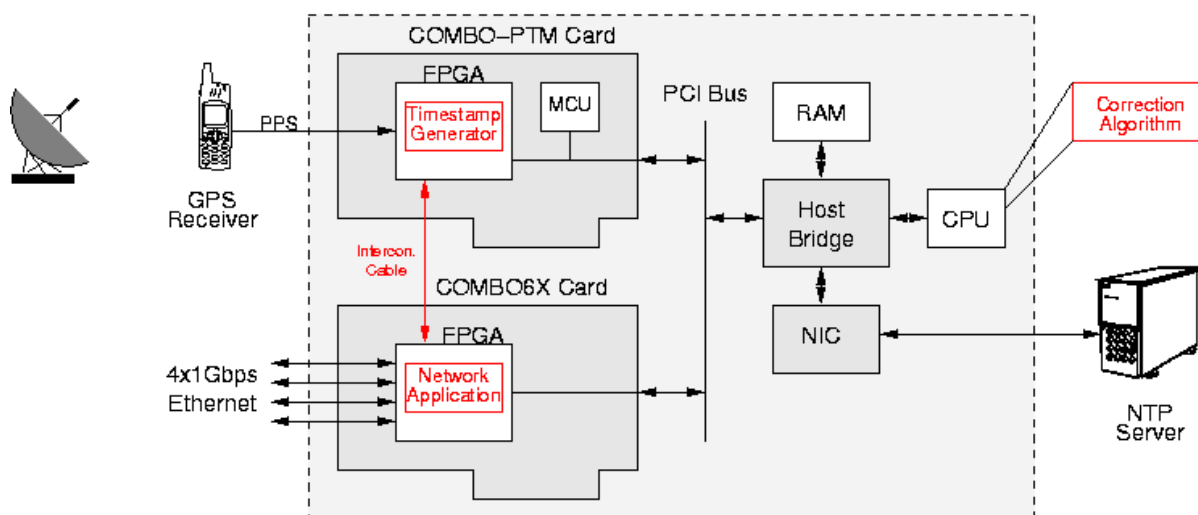 COMBO-PTM Card
FPGA
Timestamp
Generator
MCU
PCI Bus
RAM
Correction
Algorithm
PPS
GPS
Receiver
Host
Bridge
CPU
Intercon.
Cable
COMBO6X Card
FPGA
NIC
4x1Gbps
Ethernet
Network
Application
NTP
Server